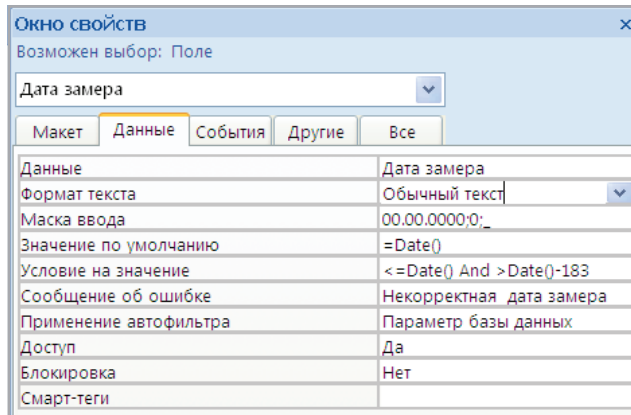 Окно свойств ×
Возможен выбор: Поле
Дата замера
Макет Данные События Другие Все
Данные Дата замера
Формат текста Обычный текст
Маска ввода 00.00.0000;0;_
Значение по умолчанию =Date()
Условие на значение <=Date() And >Date()-183
Сообщение об ошибке Некорректная дата замера
Применение автофильтра Параметр базы данных
Доступ Да
Блокировка Нет
Смарт-теги